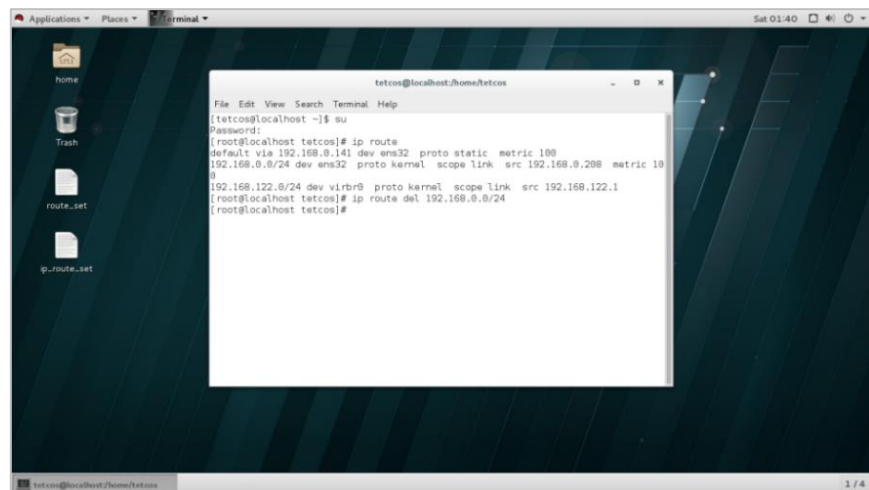 Applications Places Terminal Sat 01:40
home
Trash
route_set
ip_route_set
tetcos@localhost:/home/tetcos
File Edit View Search Terminal Help
[tetcos@localhost ~]$ su
Password:
[root@localhost tetcos]# ip route
default via 192.168.0.141 dev ens32 proto static metric 100
192.168.0.0/24 dev ens32 proto kernel scope link src 192.168.0.208 metric 10
0
192.168.122.0/24 dev virbr0 proto kernel scope link src 192.168.122.1
[root@localhost tetcos]# ip route del 192.168.0.0/24
[root@localhost tetcos]#
tetcos@localhost:/home/tetcos 1 / 4